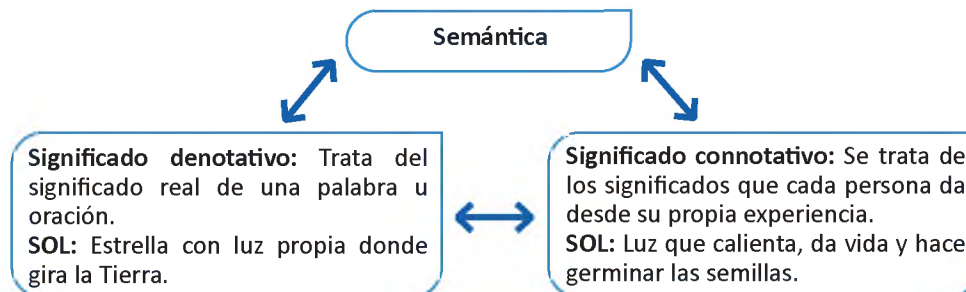 Semántica
Significado denotativo: Trata del
significado real de una palabra u
oración.
SOL: Estrella con luz propia donde
gira la Tierra.
Significado connotativo: Se trata de
los significados que cada persona da
desde su propia experiencia.
SOL: Luz que calienta, da vida y hace
germinar las semillas.